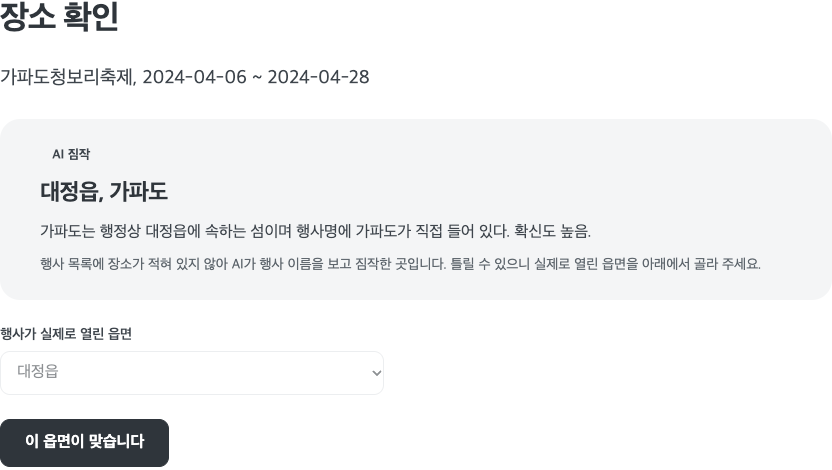 장소 확인
가파도청보리축제, 2024-04-06 ~ 2024-04-28
AI 짐작
대정읍, 가파도
가파도는 행정상 대정읍에 속하는 섬이며 행사명에 가파도가 직접 들어 있다. 확신도 높음.
행사 목록에 장소가 적혀 있지 않아 AI가 행사 이름을 보고 짐작한 곳입니다. 틀릴 수 있으니 실제로 열린 읍면을 아래에서 골라 주세요.
행사가 실제로 열린 읍면
대정읍
이 읍면이 맞습니다